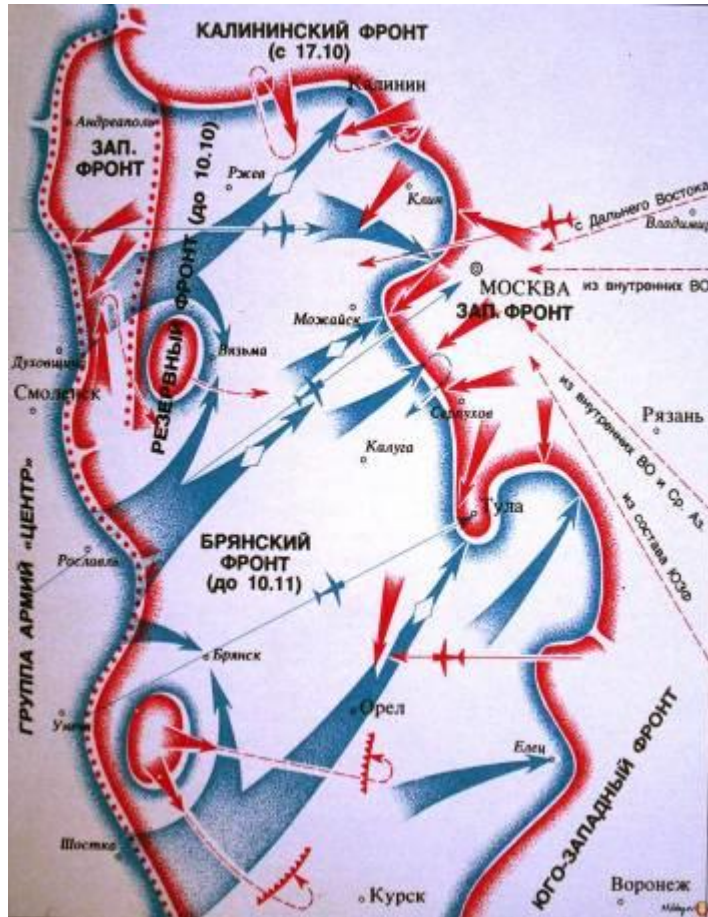 КАЛИНИНСКИЙ ФРОНТ
(с 17.10)
Калинин
Андреаполь
ЗАП.
ФРОНТ
Ржев
Клин
с Дальнего Востока
Владимир
МОСКВА
ЗАП. ФРОНТ
из внутренних ВО
РЕЗЕРВНЫЙ ФРОНТ (до 10.10)
Можайск
Вязьма
Духовщина
Смоленск
Серпухов
Рязань
из внутренних ВО и Ср. Аз.
из состава ЮЗФ
Калуга
Тула
ГРУППА АРМИЙ «ЦЕНТР»
БРЯНСКИЙ
ФРОНТ
(до 10.11)
Рославль
Брянск
Орел
Унеча
Елец
ЮГО-ЗАПАДНЫЙ ФРОНТ
Шостка
Курск
Воронеж